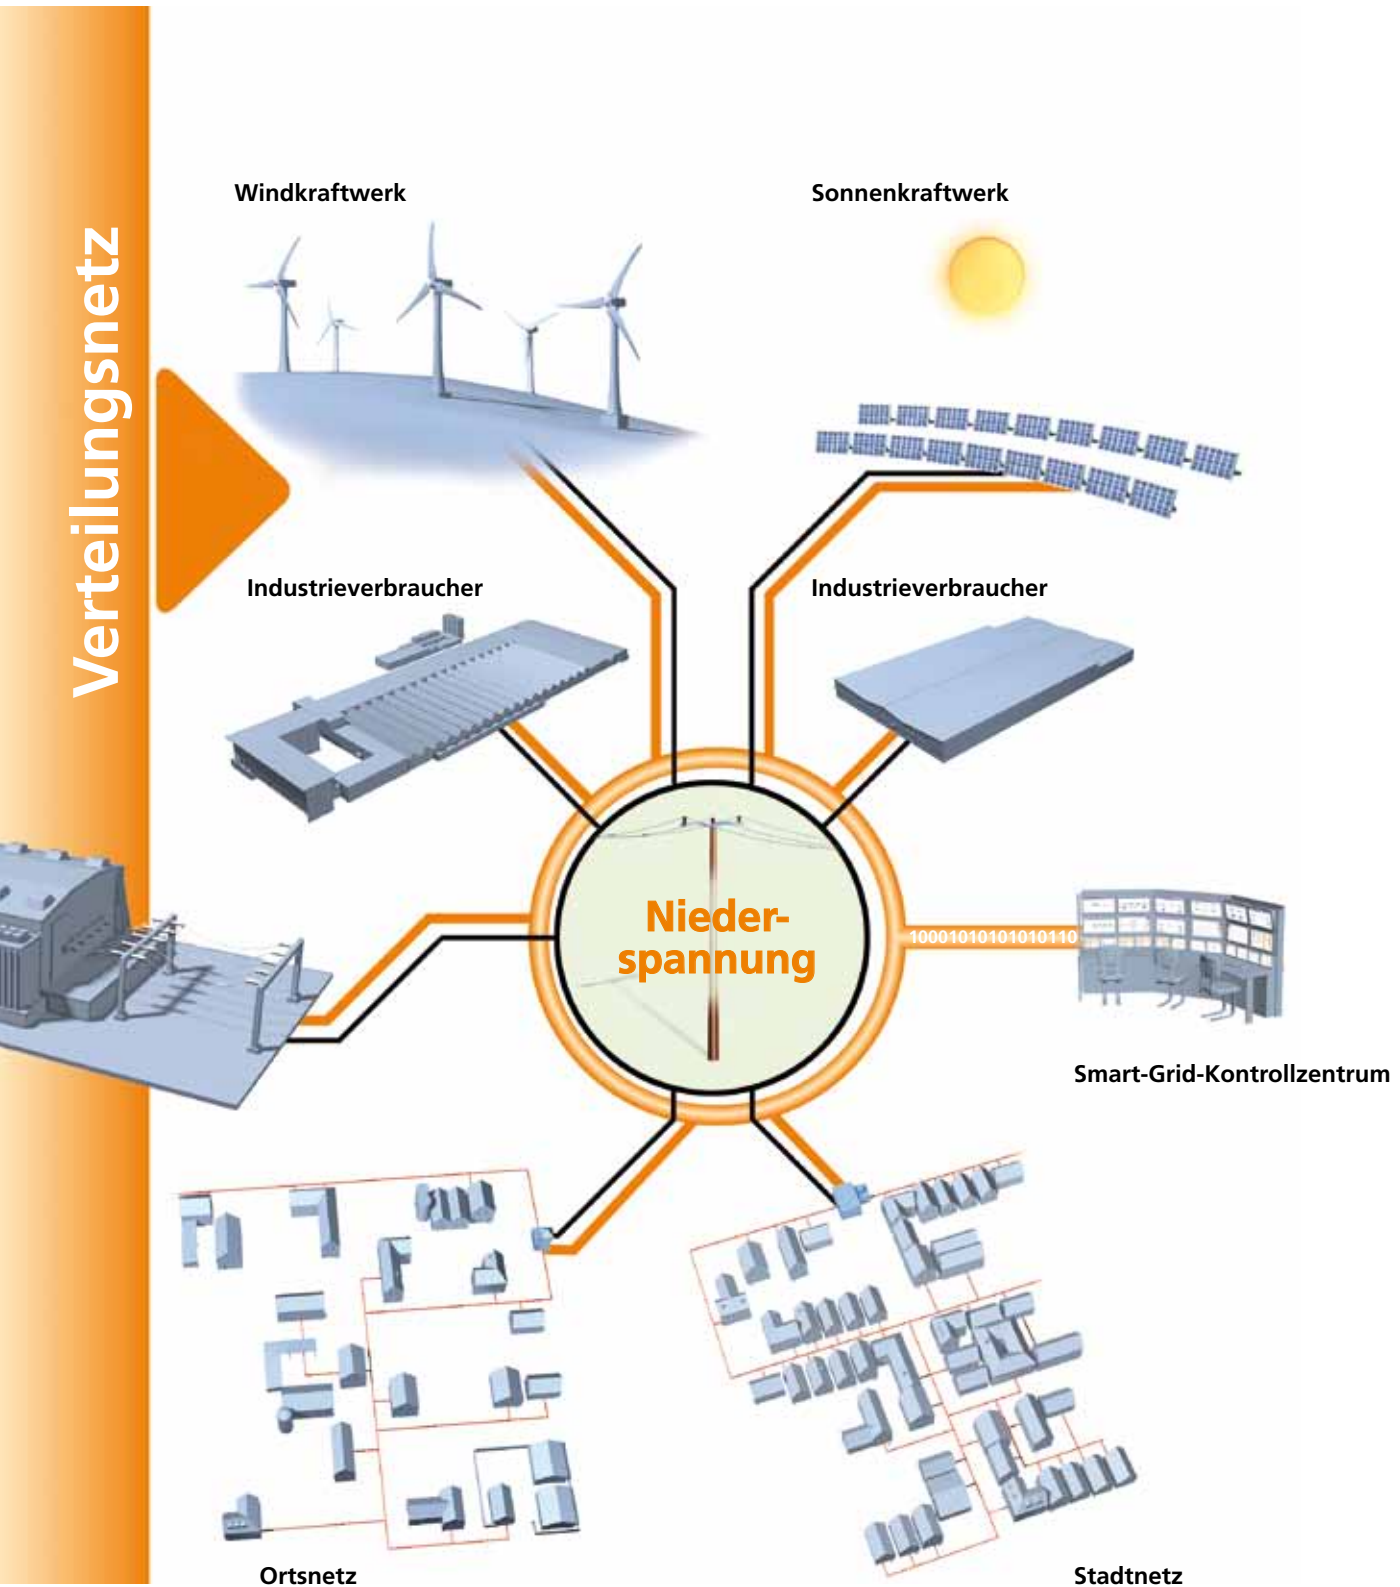 Verteilungsnetz
Windkraftwerk
Sonnenkraftwerk
Industrieverbraucher
Industrieverbraucher
Nieder-
spannung
10001010101010110
Smart-Grid-Kontrollzentrum
Ortsnetz
Stadtnetz